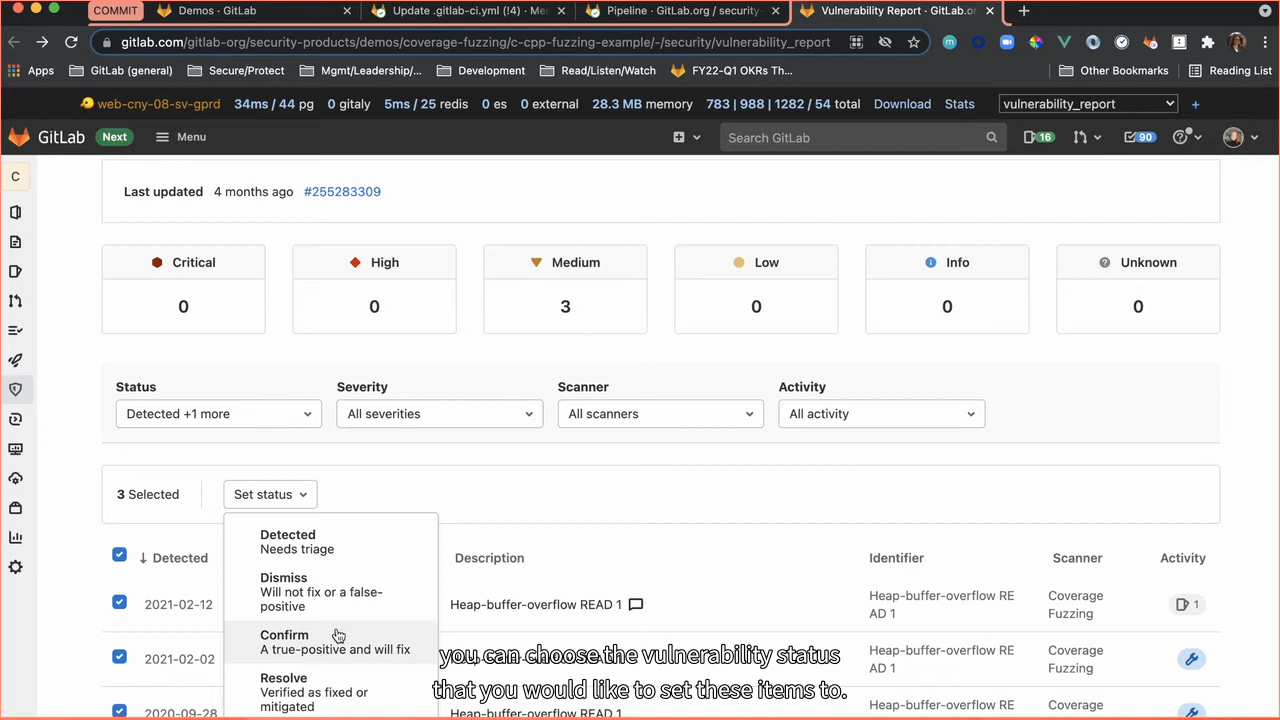 COMMIT
Demos · GitLab
Update .gitlab-ci.yml (!4) · Me
Pipeline · GitLab.org / security-
Vulnerability Report · GitLab.or
gitlab.com/gitlab-org/security-products/demos/coverage-fuzzing/c-cpp-fuzzing-example/-/security/vulnerability_report
Apps
GitLab (general)
Secure/Protect
Mgmt/Leadership/...
Development
Read/Listen/Watch
FY22-Q1 OKRs Th...
Other Bookmarks
Reading List
web-cny-08-sv-gprd
34ms / 44 pg
0 gitaly
5ms / 25 redis
0 es
0 external
28.3 MB memory
783 | 988 | 1282 / 54 total
Download
Stats
vulnerability_report
+
GitLab
Next
Menu
Search GitLab
16
90
C
Last updated 4 months ago #255283309
Critical
High
Medium
Low
Info
Unknown
0
0
3
0
0
0
Status
Severity
Scanner
Activity
Detected +1 more
All severities
All scanners
All activity
3 Selected
Set status
Detected
Needs triage
Dismiss
Will not fix or a false-
positive
Confirm
A true-positive and will fix
Resolve
Verified as fixed or
mitigated
Detected
Description
Identifier
Scanner
Activity
2021-02-12
Heap-buffer-overflow READ 1
Heap-buffer-overflow RE
AD 1
Coverage
Fuzzing
1
2021-02-02
Heap-buffer-overflow RE
AD 1
Coverage
Fuzzing
2020-09-28
Heap-buffer-overflow READ 1
Heap-buffer-overflow RE
Coverage
you can choose the vulnerability status
that you would like to set these items to.